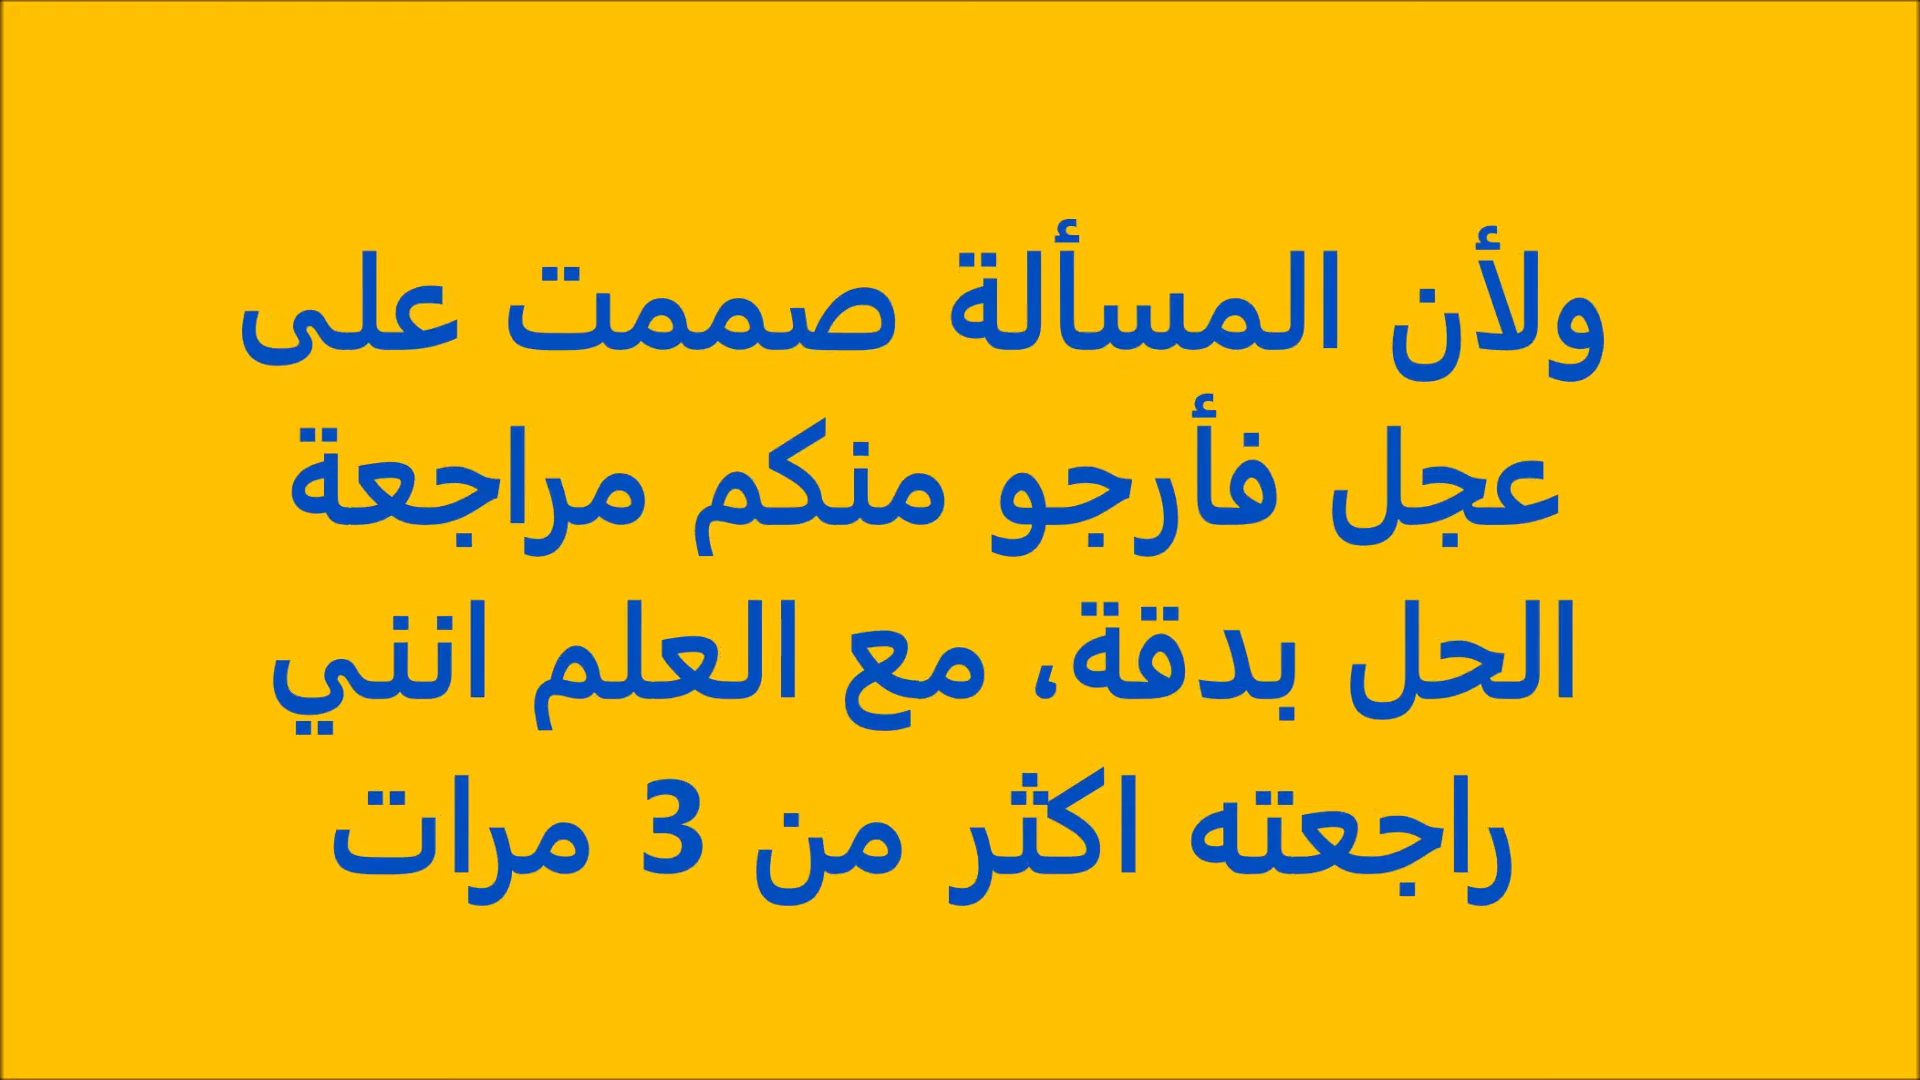 ولأن المسألة صممت على
عجل فأرجو منكم مراجعة
الحل بدقة، مع العلم انني
راجعته اكثر من 3 مرات